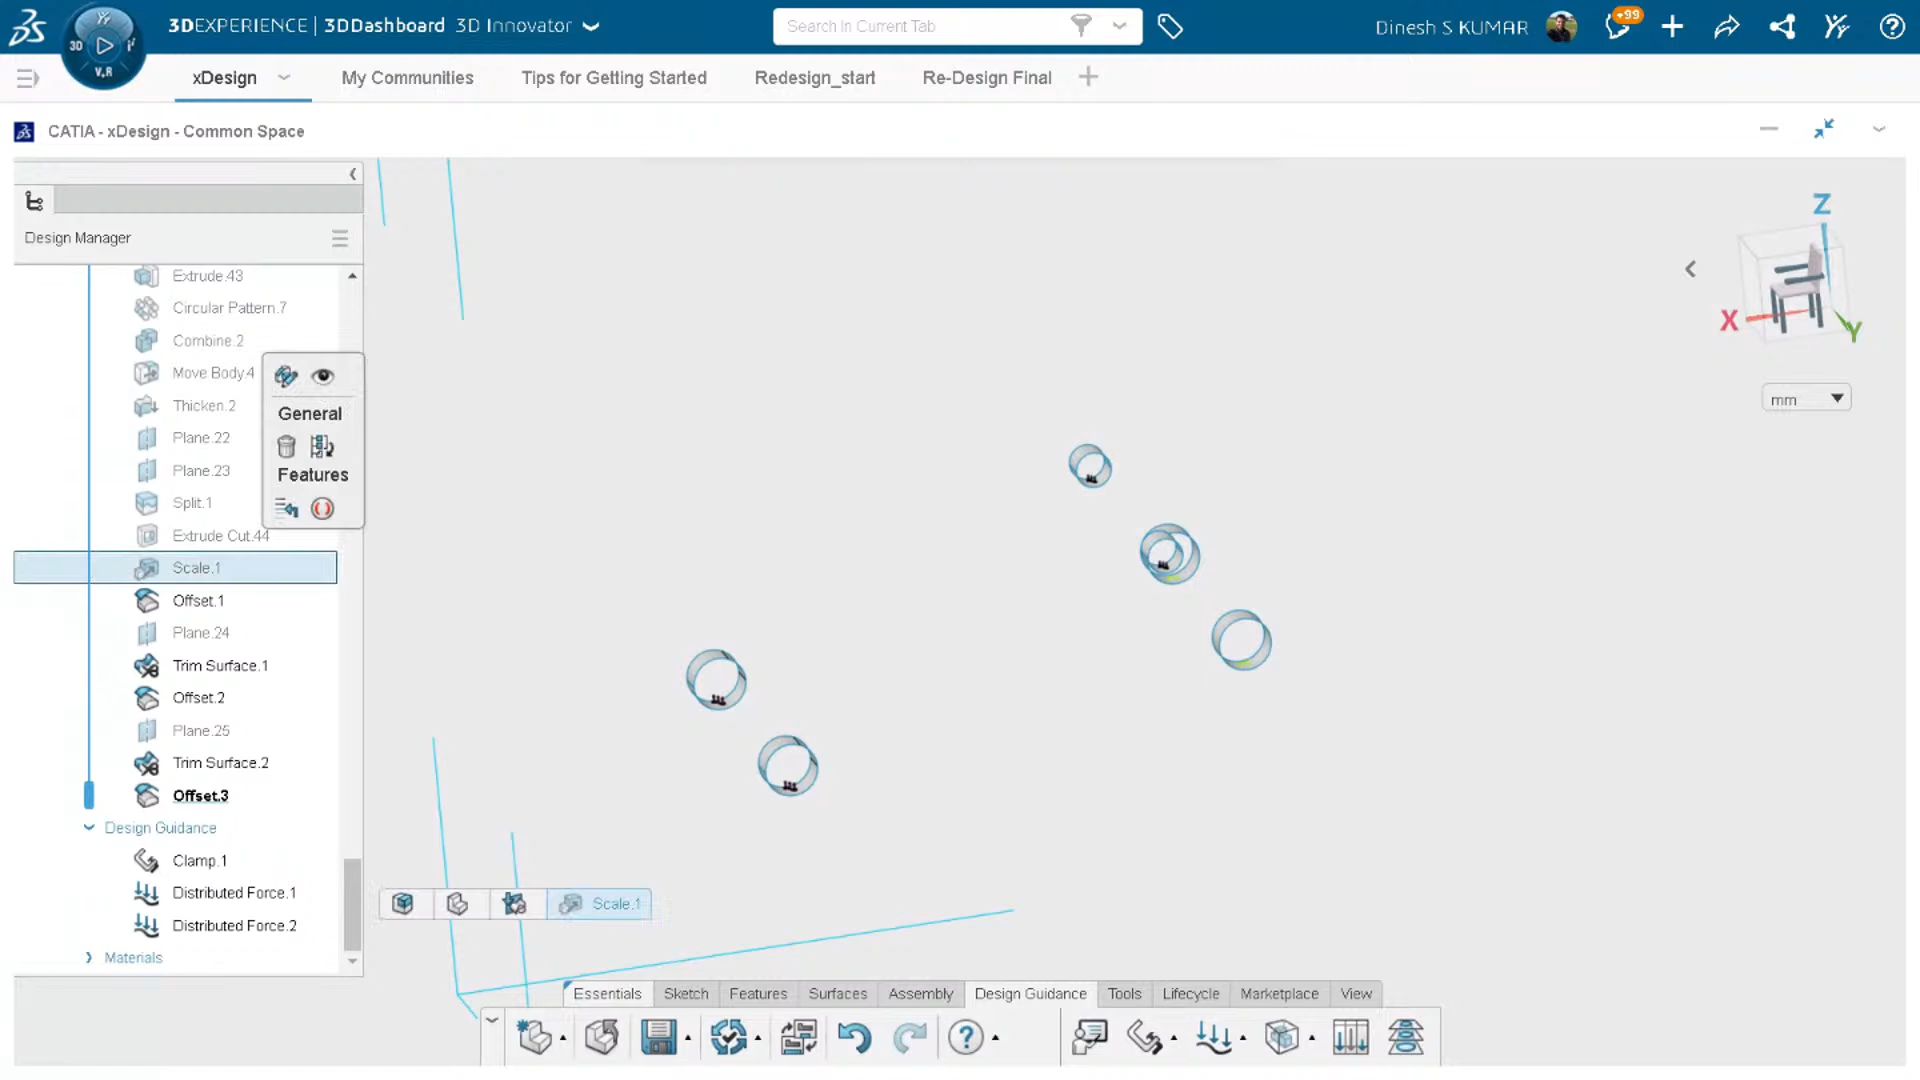 3DEXPERIENCE | 3DDashboard 3D Innovator
Search In Current Tab
Dinesh S KUMAR
+99
3D
V.R
xDesign
My Communities
Tips for Getting Started
Redesign_start
Re-Design Final
CATIA - xDesign - Common Space
Design Manager
Extrude.43
Circular Pattern.7
Combine.2
Move Body.4
Thicken.2
Plane.22
Plane.23
Split.1
Extrude Cut.44
Scale.1
Offset.1
Plane.24
Trim Surface.1
Offset.2
Plane.25
Trim Surface.2
Offset.3
Design Guidance
Clamp.1
Distributed Force.1
Distributed Force.2
Materials
General
Features
Z
X
Y
mm
Scale.1
Essentials
Sketch
Features
Surfaces
Assembly
Design Guidance
Tools
Lifecycle
Marketplace
View